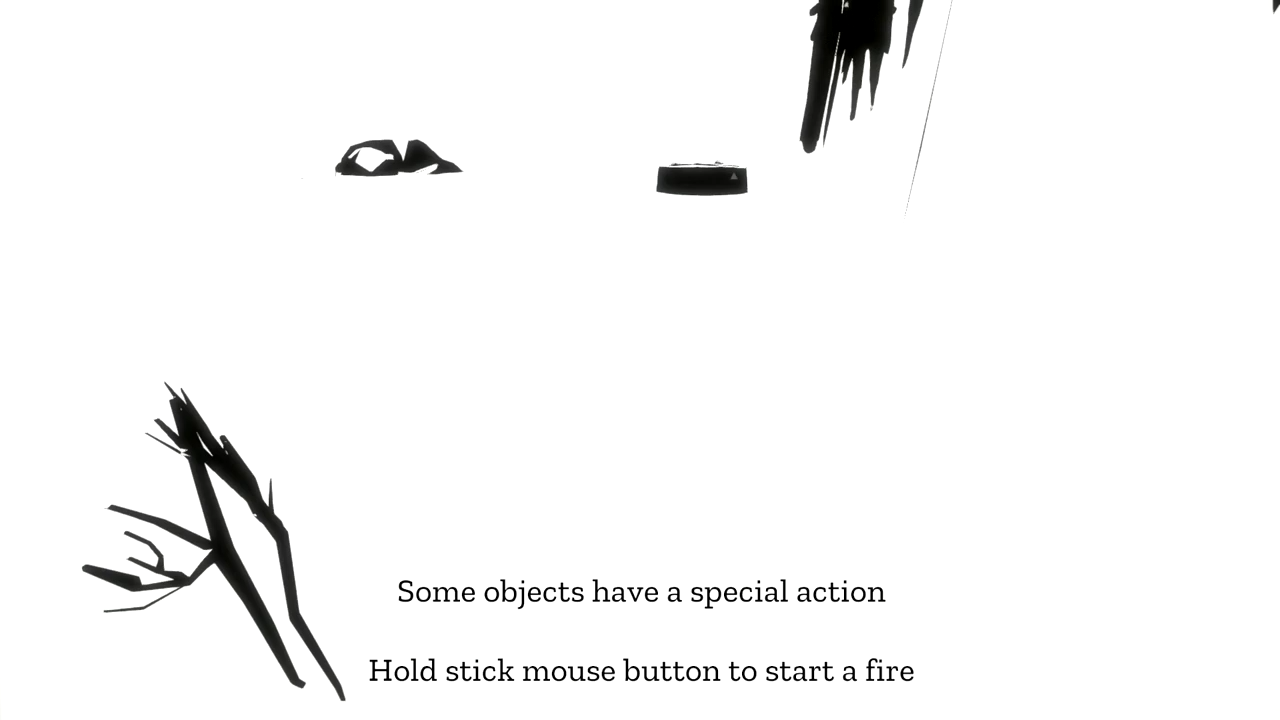 Some objects have a special action
Hold stick mouse button to start a fire